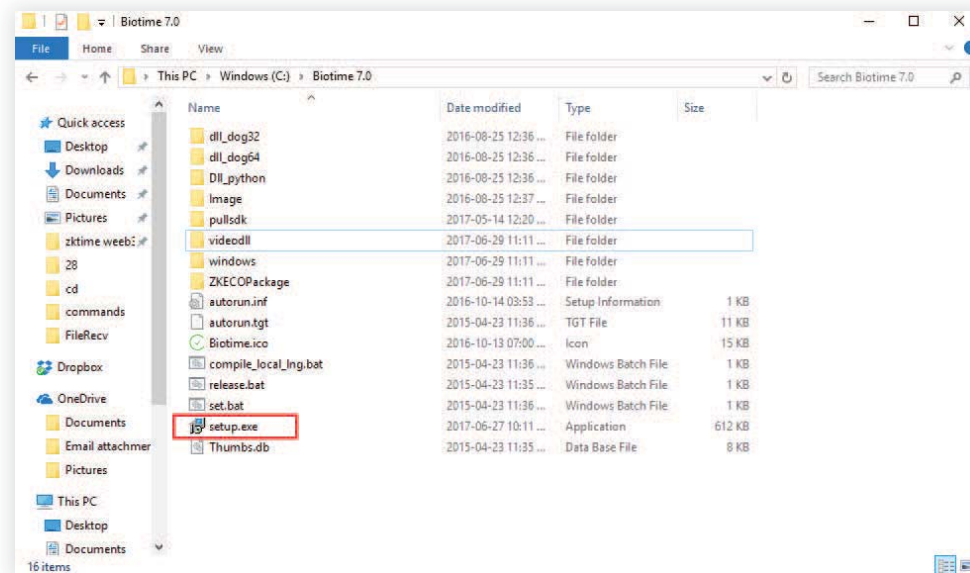 Biotime 7.0
File Home Share View
This PC Windows (C:) Biotime 7.0 Search Biotime 7.0
Name Date modified Type Size
Quick access
Desktop
Downloads
Documents
Pictures
zktime weeb3
28
cd
commands
FileRecv
Dropbox
OneDrive
Documents
Email attachmer
Pictures
This PC
Desktop
Documents
dll_dog32 2016-08-25 12:36 ... File folder
dll_dog64 2016-08-25 12:36 ... File folder
Dll_python 2016-08-25 12:36 ... File folder
Image 2016-08-25 12:37 ... File folder
pullsdk 2017-05-14 12:20 ... File folder
videodll 2017-06-29 11:11 ... File folder
windows 2017-06-29 11:11 ... File folder
ZKECOPackage 2017-06-29 11:11 ... File folder
autorun.inf 2016-10-14 03:53 ... Setup Information 1 KB
autorun.tgt 2015-04-23 11:36 ... TGT File 11 KB
Biotime.ico 2016-10-13 07:00 ... Icon 15 KB
compile_local_lng.bat 2015-04-23 11:36 ... Windows Batch File 1 KB
release.bat 2015-04-23 11:35 ... Windows Batch File 1 KB
set.bat 2015-04-23 11:36 ... Windows Batch File 1 KB
setup.exe 2017-06-27 10:11 ... Application 612 KB
Thumbs.db 2015-04-23 11:35 ... Data Base File 8 KB
16 items